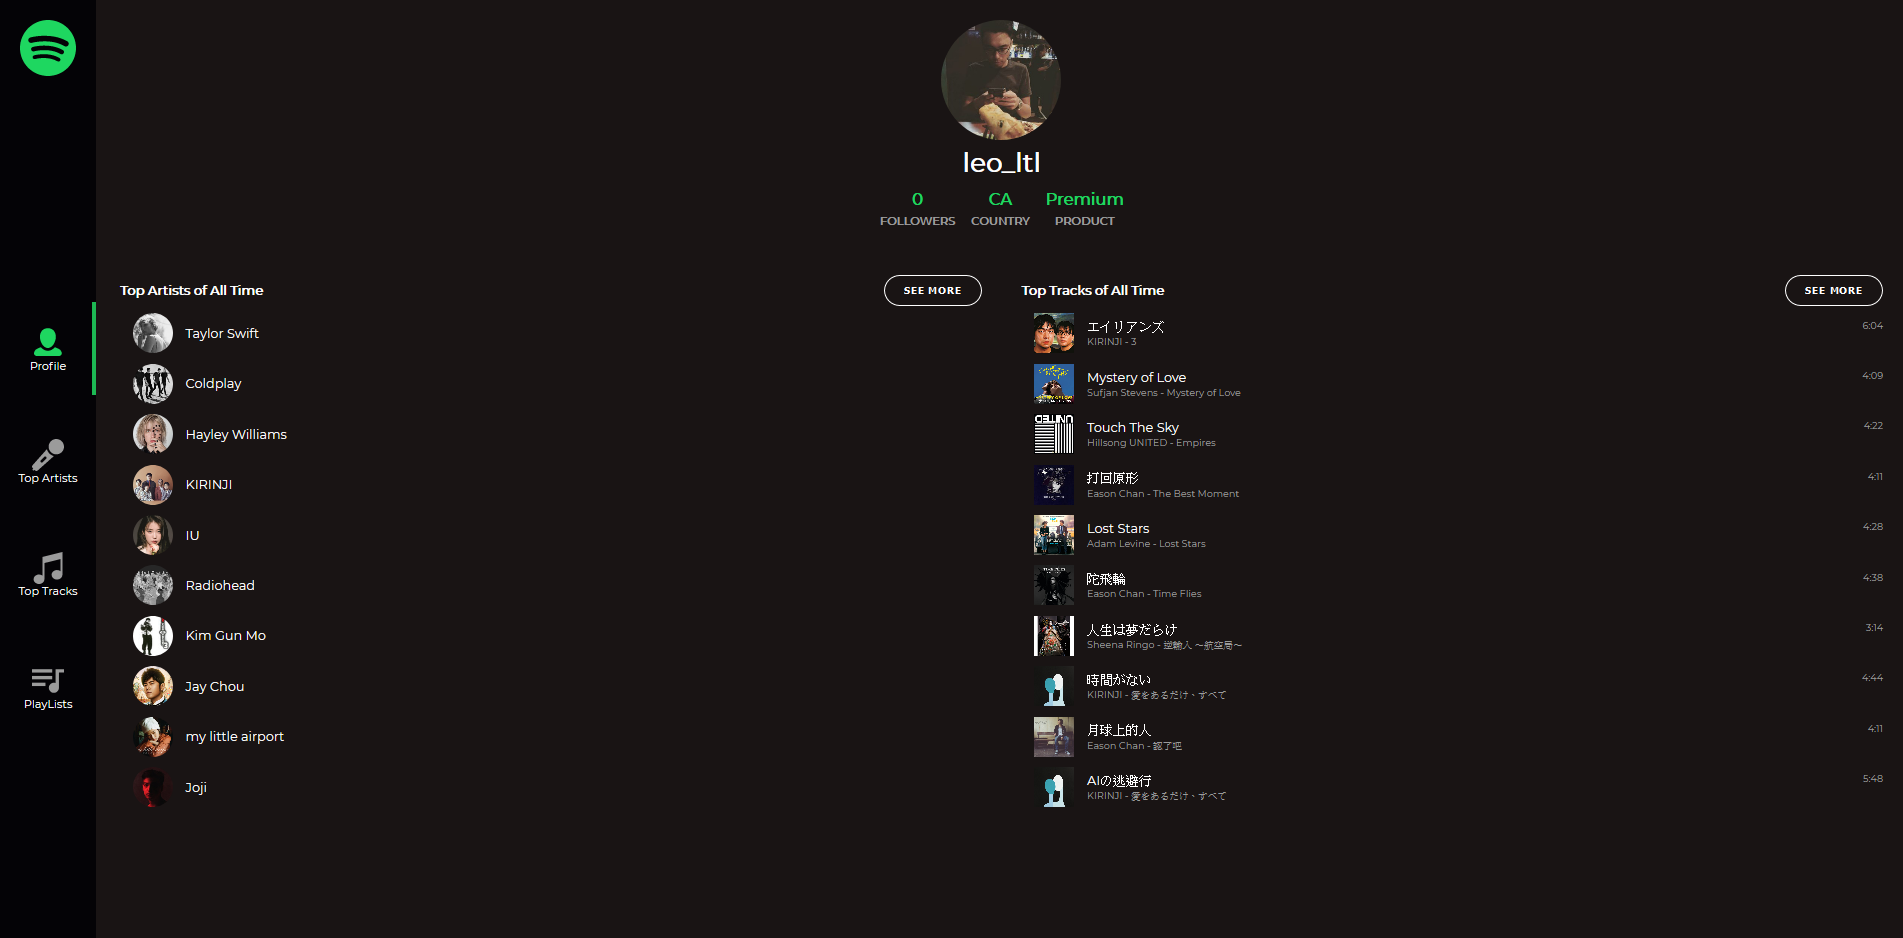 leo_ltl
0 CA Premium
FOLLOWERS COUNTRY PRODUCT
Profile
Top Artists
Top Tracks
PlayLists
Top Artists of All Time
SEE MORE
Taylor Swift
Coldplay
Hayley Williams
KIRINJI
IU
Radiohead
Kim Gun Mo
Jay Chou
my little airport
Joji
Top Tracks of All Time
SEE MORE
エイリアンズ 6:04
KIRINJI - 3
Mystery of Love 4:09
Sufjan Stevens - Mystery of Love
Touch The Sky 4:22
Hillsong UNITED - Empires
打回原形 4:11
Eason Chan - The Best Moment
Lost Stars 4:28
Adam Levine - Lost Stars
陀飛輪 4:38
Eason Chan - Time Flies
人生は夢だらけ 3:14
Sheena Ringo - 逆輸入 〜航空局〜
時間がない 4:44
KIRINJI - 愛をあるだけ、すべて
月球上的人 4:11
Eason Chan - 認了吧
AIの逃避行 5:48
KIRINJI - 愛をあるだけ、すべて